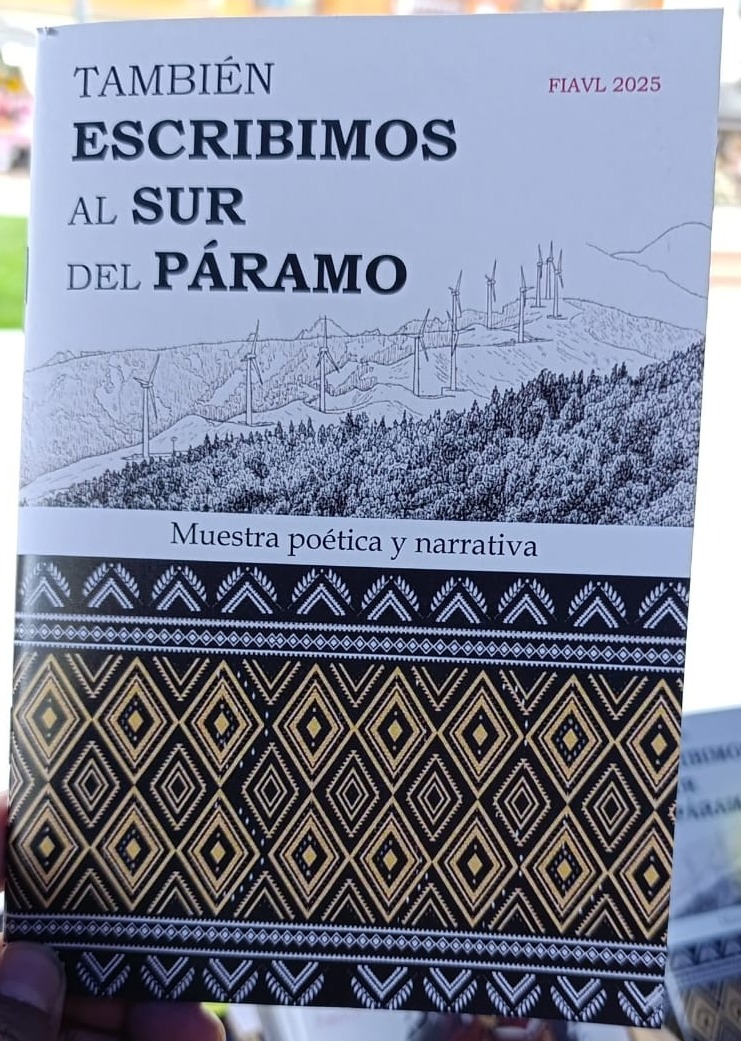 TAMBIÉN
FIAVL 2025
ESCRIBIMOS
AL SUR
DEL PÁRAMO
Muestra poética y narrativa